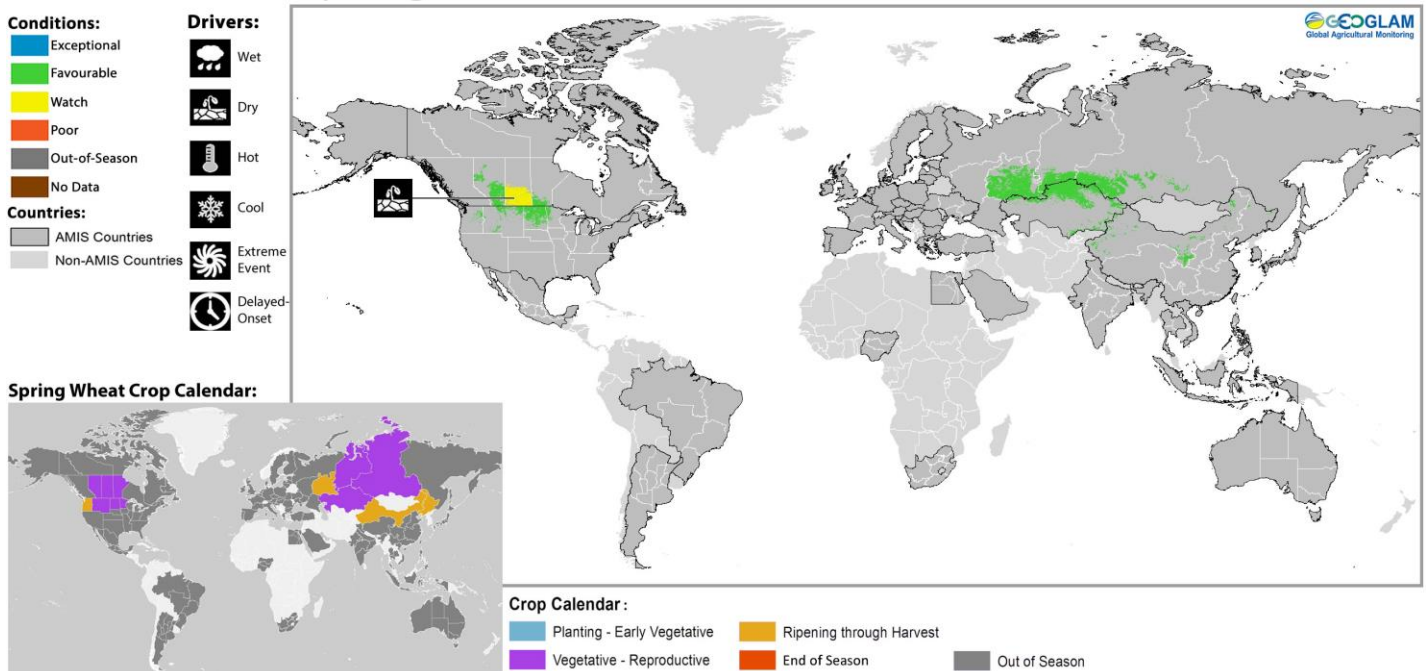 Conditions:
Exceptional
Favourable
Watch
Poor
Out-of-Season
No Data
Countries:
AMIS Countries
Non-AMIS Countries
Drivers:
Wet
Dry
Hot
Cool
Extreme
Event
Delayed-
Onset
GEOGLAM
Global Agricultural Monitoring
Spring Wheat Crop Calendar:
Crop Calendar :
Planting - Early Vegetative
Ripening through Harvest
Vegetative - Reproductive
End of Season
Out of Season